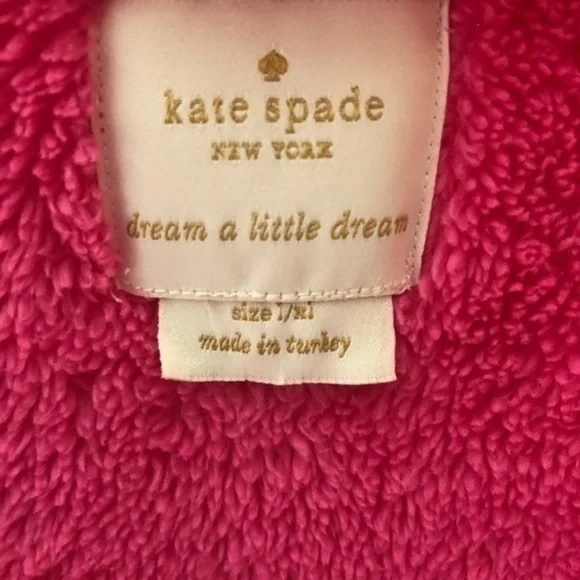 kate spade
NEW YORK
dream a little dream
size l/xl
made in turkey